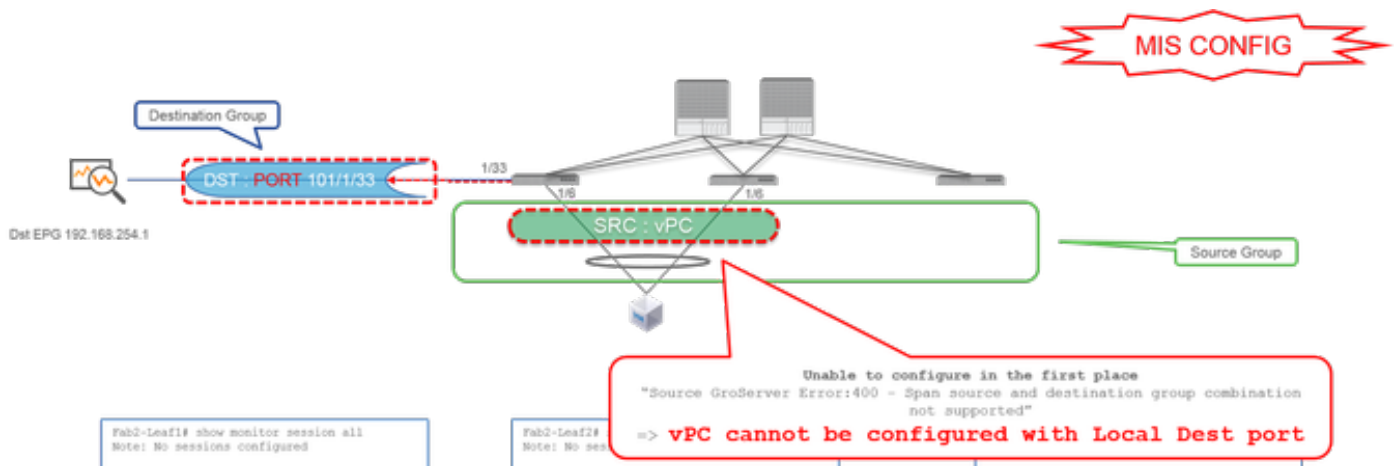 MIS CONFIG
Destination Group
1/33
DST : PORT 101/1/33
1/6
1/6
SRC : vPC
Dst EPG 192.168.254.1
Source Group
Unable to configure in the first place
"Source GroServer Error:400 - Span source and destination group combination
not supported"
=> vPC cannot be configured with Local Dest port
Fab2-Leaf1# show monitor session all
Note: No sessions configured
Fab2-Leaf2#
Note: No ses